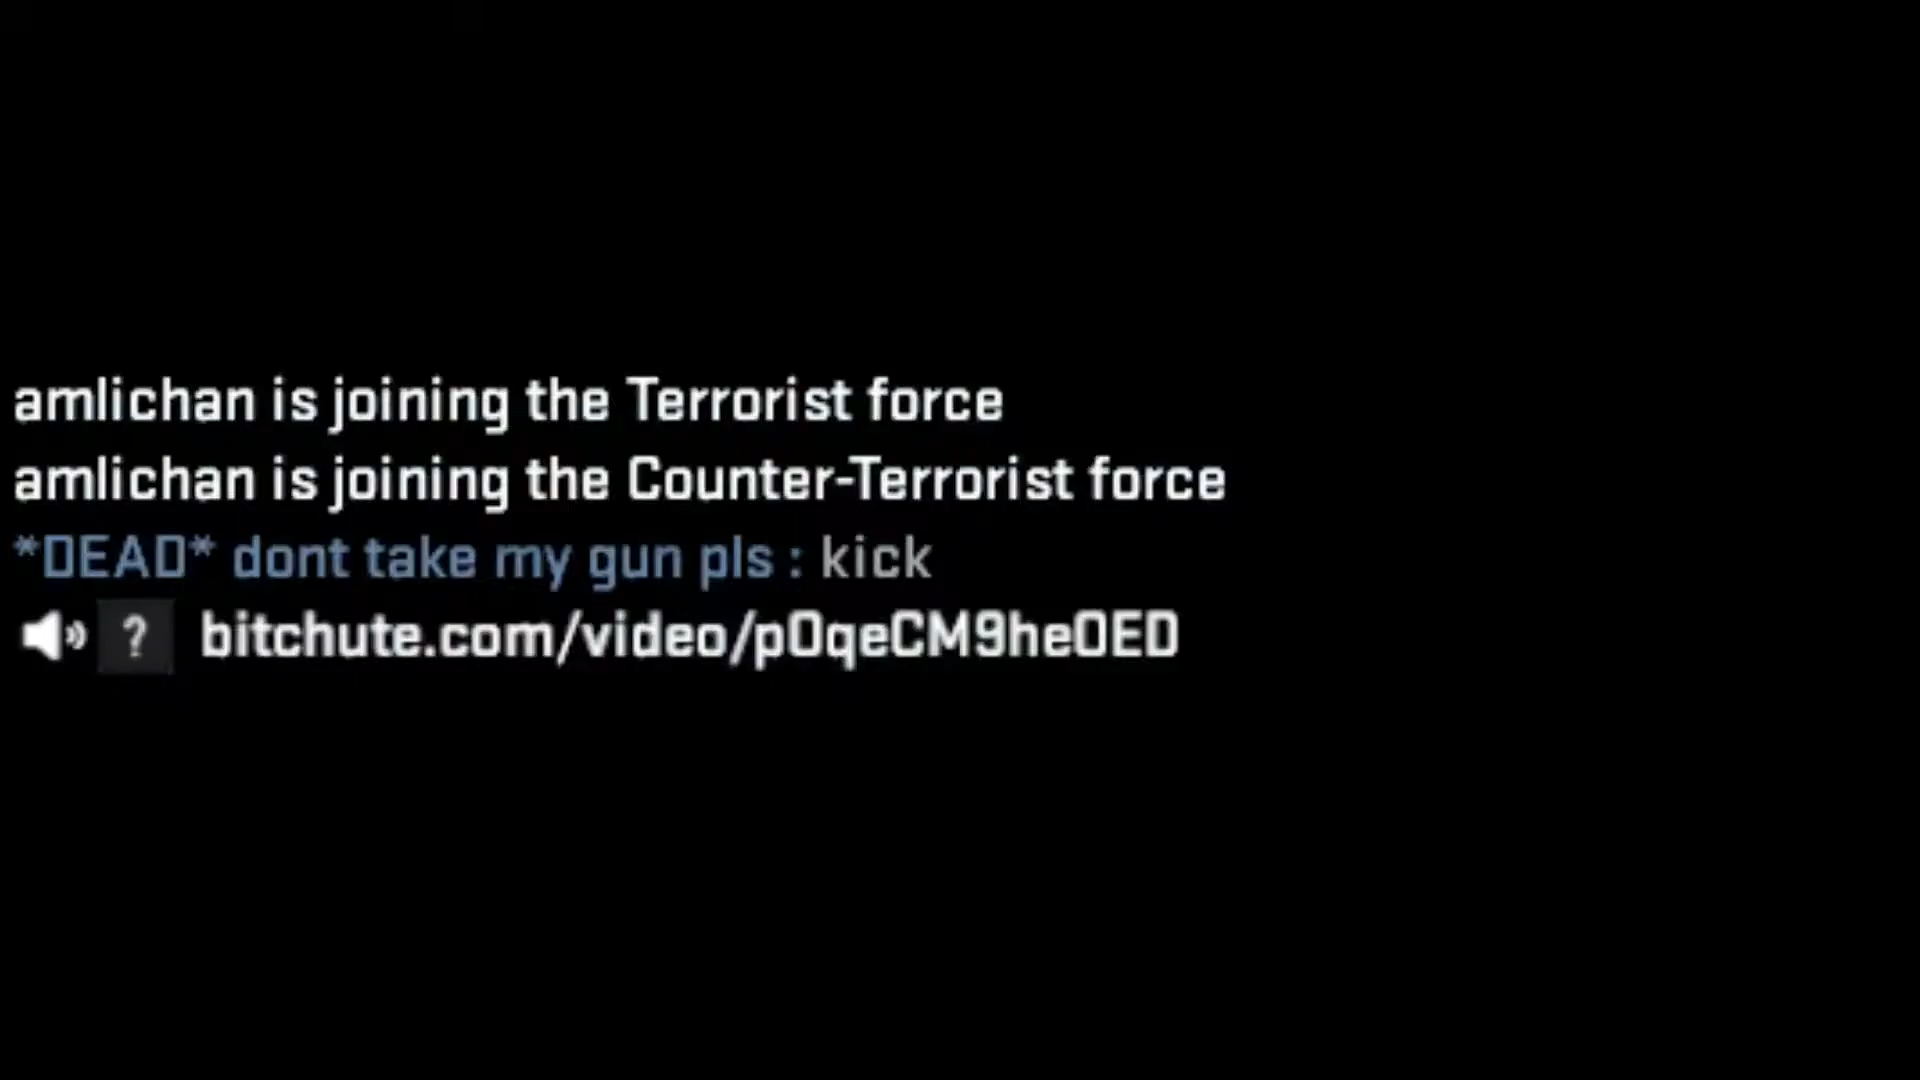 amlichan is joining the Terrorist force
amlichan is joining the Counter-Terrorist force
*DEAD* dont take my gun pls : kick
? bitchute.com/video/pOqeCM9heOED